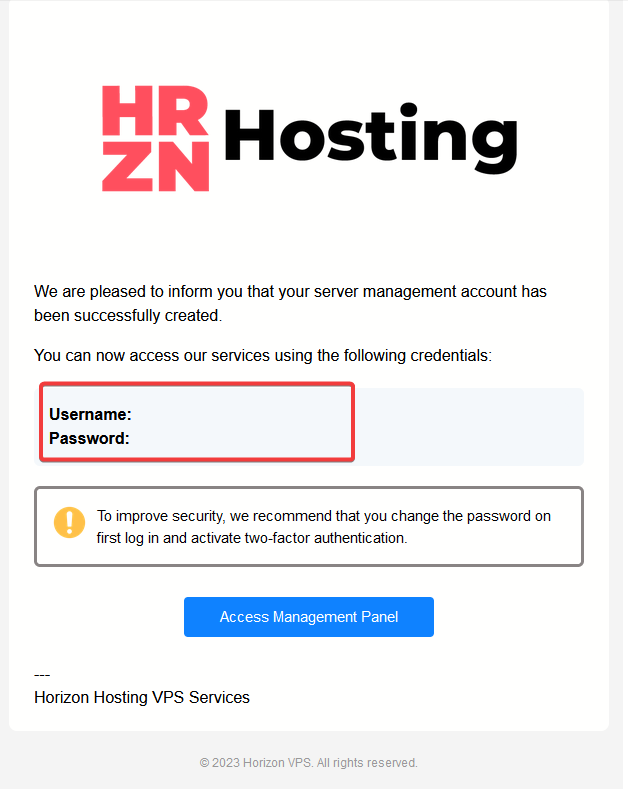 HR
ZN
Hosting
We are pleased to inform you that your server management account has
been successfully created.
You can now access our services using the following credentials:
Username:
Password:
To improve security, we recommend that you change the password on
first log in and activate two-factor authentication.
Access Management Panel
---
Horizon Hosting VPS Services
© 2023 Horizon VPS. All rights reserved.